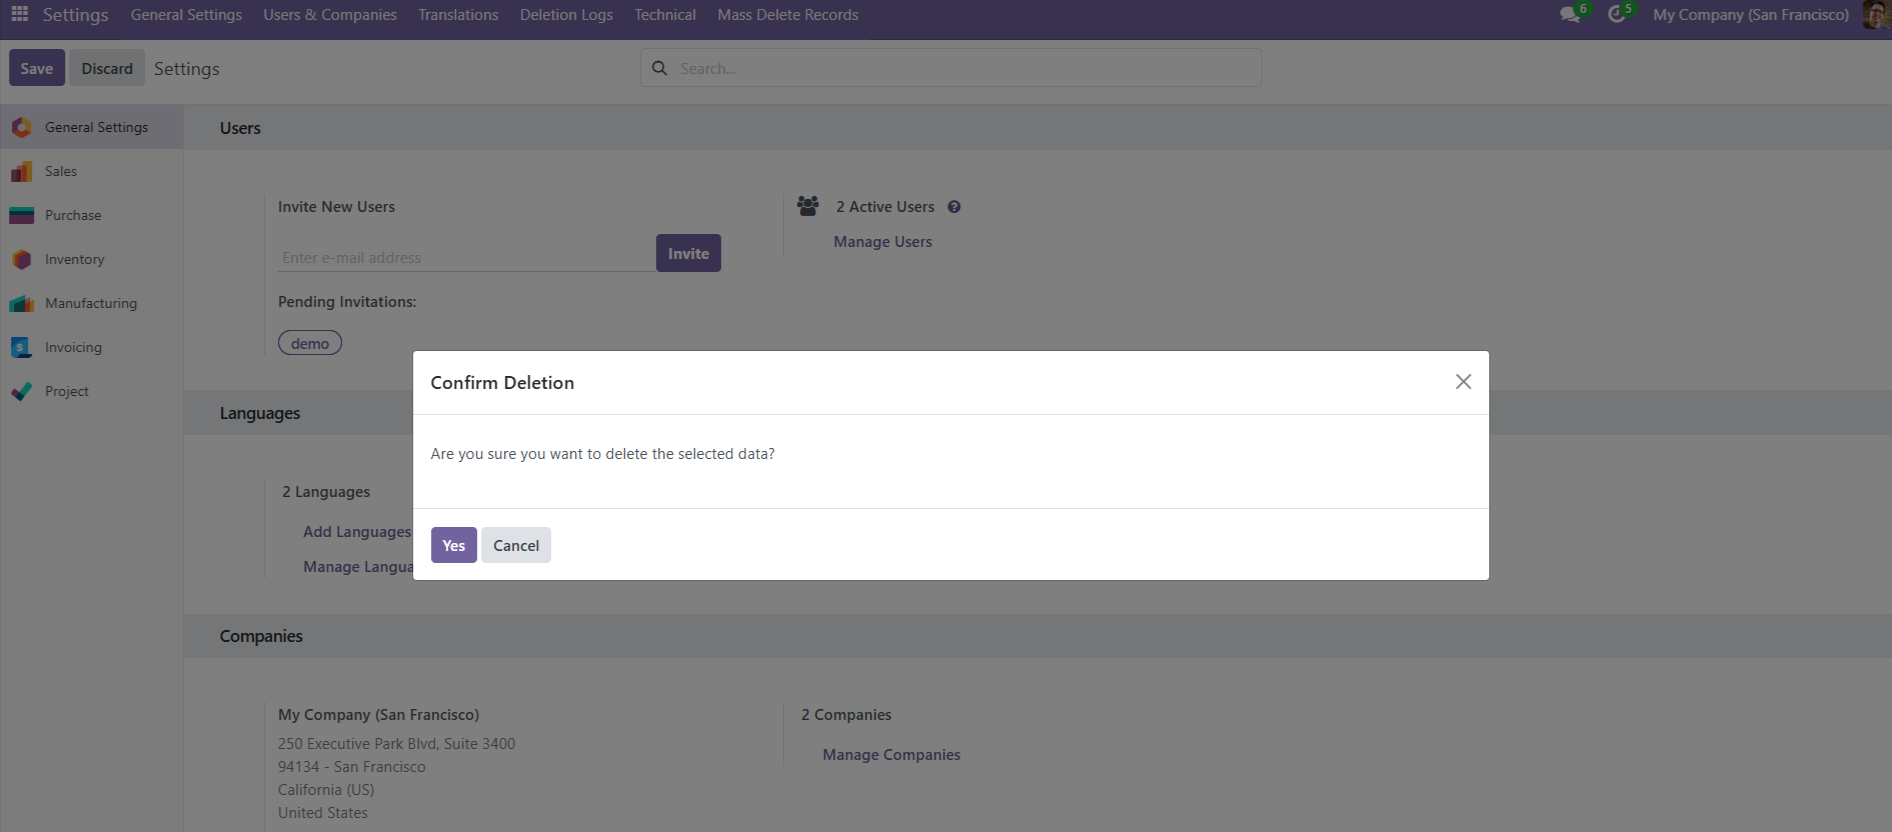 Settings General Settings Users & Companies Translations Deletion Logs Technical Mass Delete Records 6 5 My Company (San Francisco)
Save Discard Settings Search...
General Settings
Sales
Purchase
Inventory
Manufacturing
Invoicing
Project
Users
Invite New Users
Enter e-mail address Invite
Pending Invitations:
demo
2 Active Users ?
Manage Users
Confirm Deletion
Are you sure you want to delete the selected data?
Yes Cancel
Languages
2 Languages
Add Languages
Manage Langua
Companies
My Company (San Francisco)
250 Executive Park Blvd, Suite 3400
94134 - San Francisco
California (US)
United States
2 Companies
Manage Companies